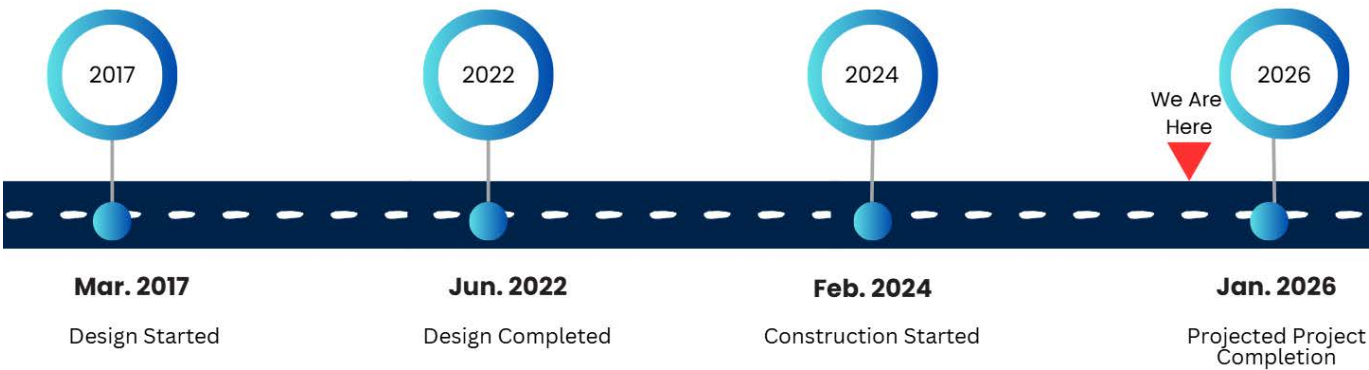 2017
2022
2024
2026
We Are
Here
Mar. 2017
Jun. 2022
Feb. 2024
Jan. 2026
Design Started
Design Completed
Construction Started
Projected Project
Completion